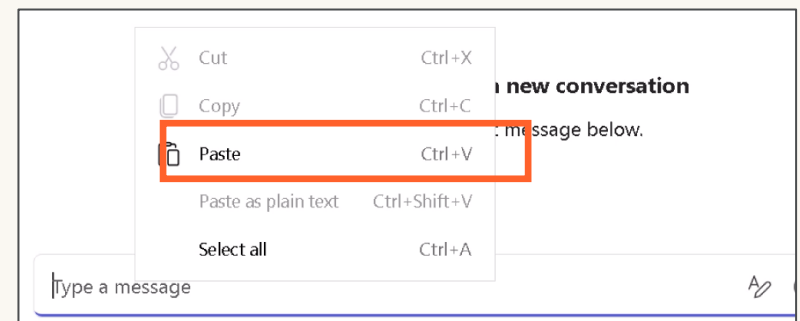 Cut Ctrl+X
new conversation
Copy Ctrl+C
message below.
Paste Ctrl+V
Paste as plain text Ctrl+Shift+V
Select all Ctrl+A
Type a message